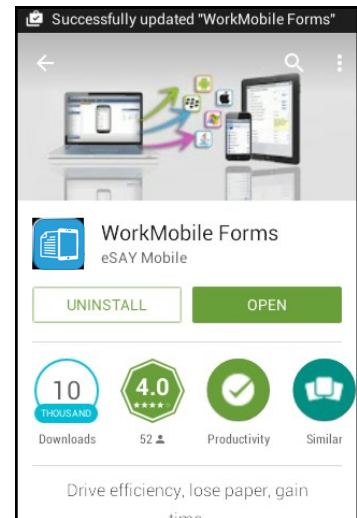 Successfully updated "WorkMobile Forms"
WorkMobile Forms
eSAY Mobile
UNINSTALL
OPEN
10
THOUSAND
4.0
Downloads
52
Productivity
Similar
Drive efficiency, lose paper, gain
time